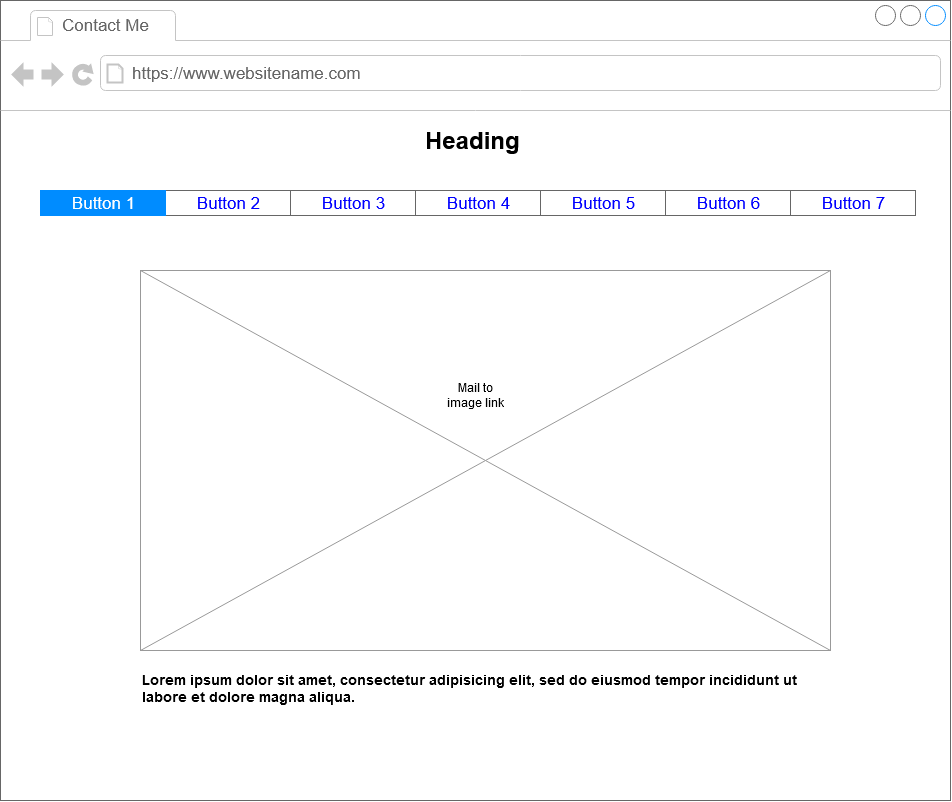 Contact Me
https://www.websitename.com
Heading
Button 1 Button 2 Button 3 Button 4 Button 5 Button 6 Button 7
Mail to
image link
Lorem ipsum dolor sit amet, consectetur adipisicing elit, sed do eiusmod tempor incididunt ut
labore et dolore magna aliqua.